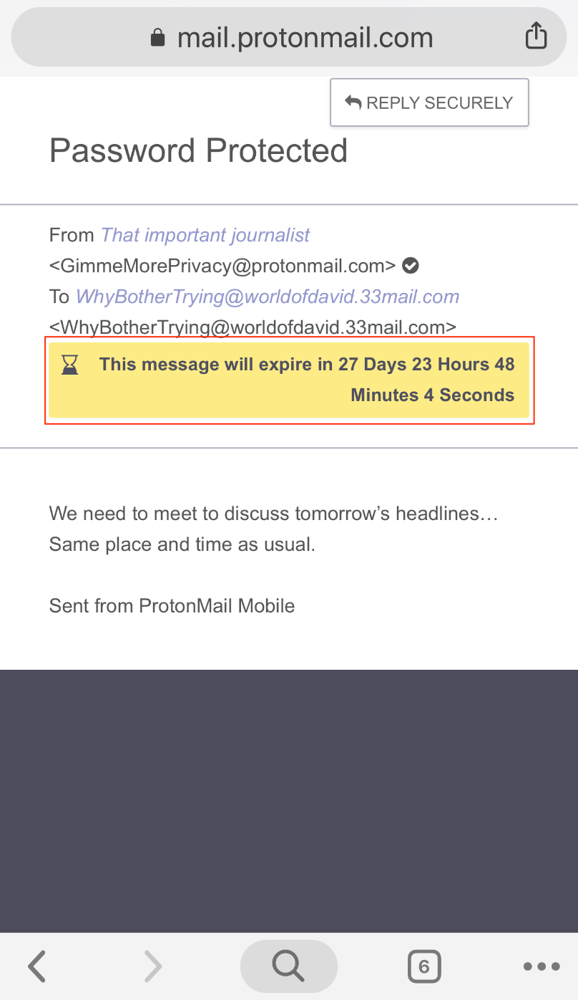 mail.protonmail.com
REPLY SECURELY
Password Protected
From That important journalist
<GimmeMorePrivacy@protonmail.com>
To WhyBotherTrying@worldofdavid.33mail.com
<WhyBotherTrying@worldofdavid.33mail.com>
This message will expire in 27 Days 23 Hours 48
Minutes 4 Seconds
We need to meet to discuss tomorrow’s headlines…
Same place and time as usual.
Sent from ProtonMail Mobile
6